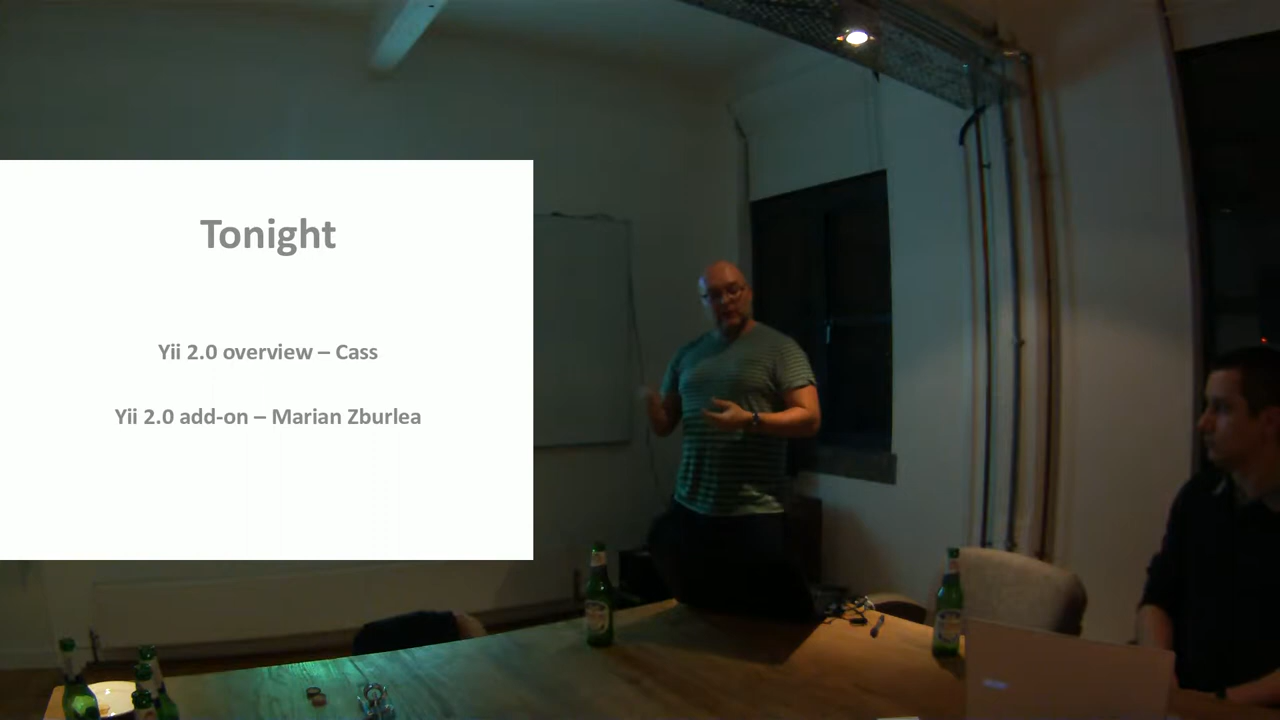 Tonight
Yii 2.0 overview – Cass
Yii 2.0 add-on – Marian Zburlea